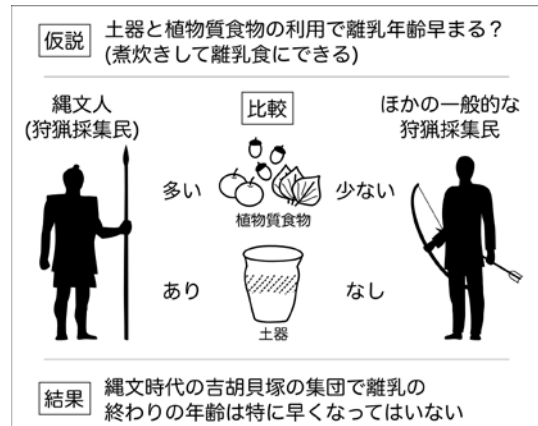 仮説
土器と植物質食物の利用で離乳年齢早まる？
(煮炊きして離乳食にできる)
縄文人
(狩猟採集民)
比較
ほかの一般的な
狩猟採集民
多い
植物質食物
少ない
あり
土器
なし
結果
縄文時代の吉胡貝塚の集団で離乳の
終わりの年齢は特に早くなってはいない